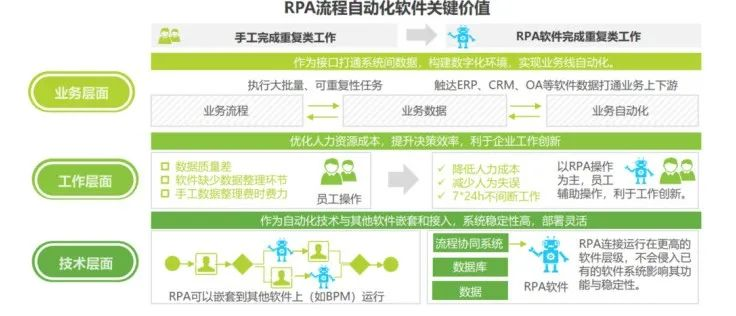 RPA流程自动化软件关键价值
手工完成重复类工作
RPA软件完成重复类工作
业务层面
作为接口打通系统间数据，构建数字化环境，实现业务线自动化。
执行大批量、可重复性任务
触达ERP、CRM、OA等软件数据打通业务上下游
业务流程
业务数据
业务自动化
工作层面
优化人力资源成本，提升决策效率，利于企业工作创新
数据质量差
软件缺少数据整理环节
手工数据整理费时费力
员工操作
降低人力成本
减少人为失误
7*24h不间断工作
以RPA操作
为主，员工
辅助操作，利于工作创新。
技术层面
作为自动化技术与其他软件嵌套和接入，系统稳定性高，部署灵活
RPA可以嵌套到其他软件上（如BPM）运行
流程协同系统
数据库
数据
RPA软件
RPA连接运行在更高的
软件层级，不会侵入已
有的软件系统影响其功
能与稳定性。